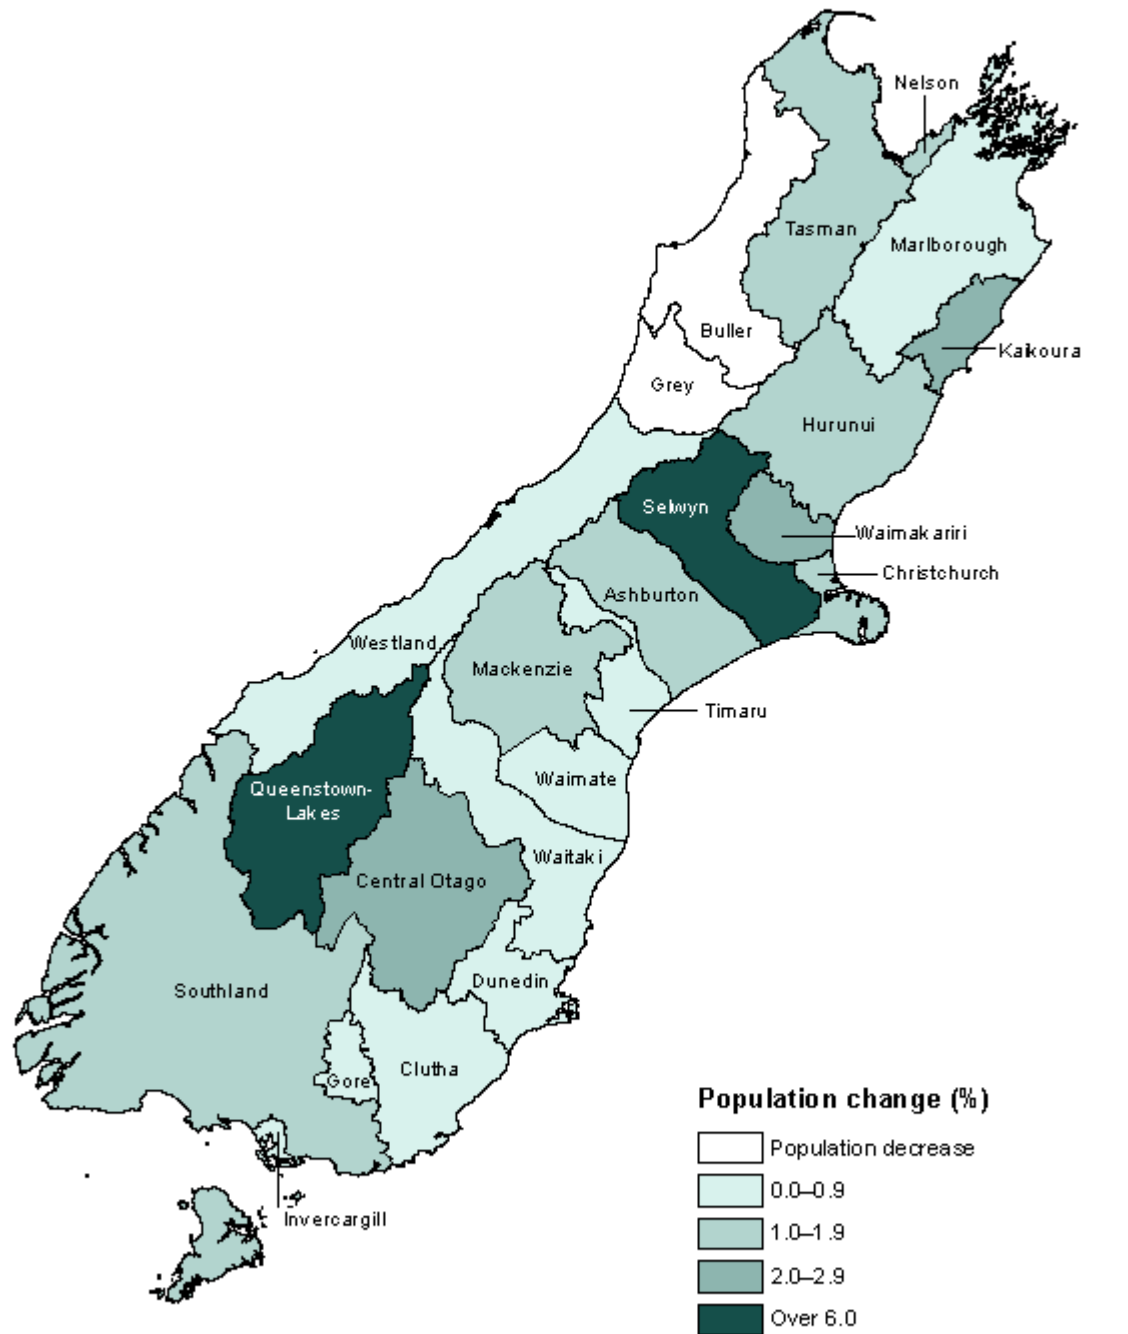 Nelson
Tasman
Marlborough
Buller
Kaikoura
Grey
Hurunui
Selwyn
Waimakariri
Christchurch
Ashburton
Westland
Mackenzie
Timaru
Waimate
Queenstown-
Lakes
Waitaki
Central Otago
Dunedin
Southland
Clutha
Gore
Invercargill
Population change (%)
Population decrease
0.0–0.9
1.0–1.9
2.0–2.9
Over 6.0